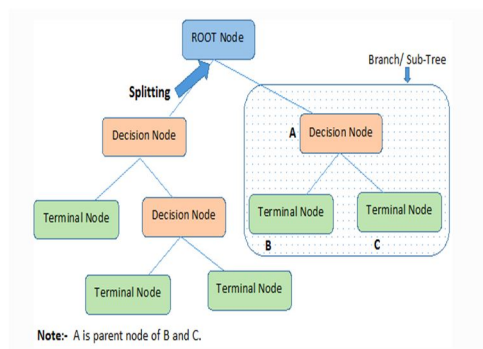 ROOT Node
Branch/ Sub-Tree
Splitting
Decision Node
A Decision Node
Terminal Node
Decision Node
Terminal Node
Terminal Node
B
C
Terminal Node
Terminal Node
Note:- A is parent node of B and C.